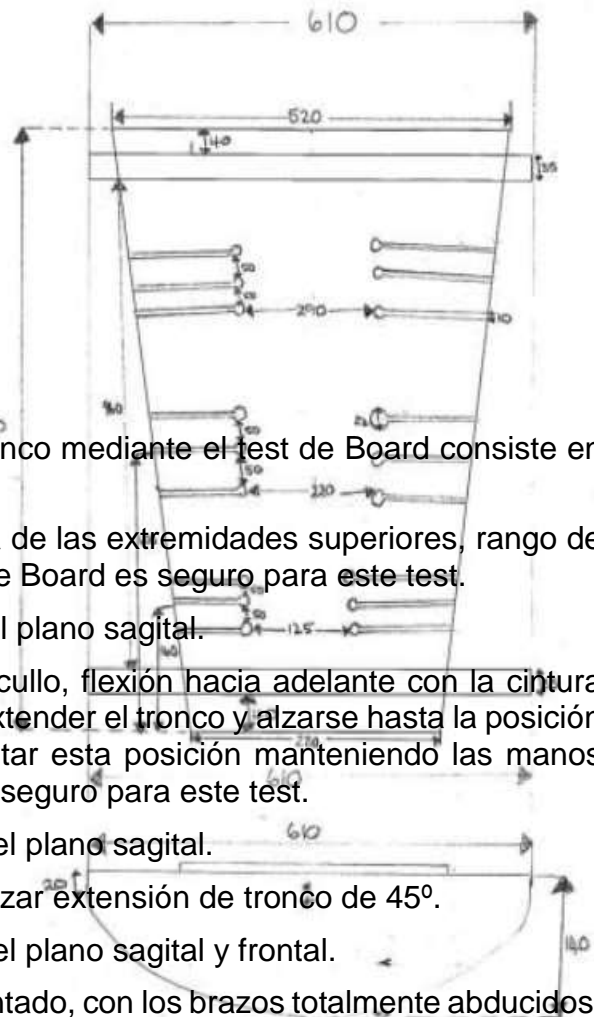 610
520
40
35
50
50
290
10
50
50
220
50
50
125
60
nco mediante el test de Board consiste en
de las extremidades superiores, rango de
e Board es seguro para este test.
l plano sagital.
cullo, flexión hacia adelante con la cintura
xtender el tronco y alzarse hasta la posición
tar esta posición manteniendo las manos
seguro para este test.
610
610
el plano sagital.
20
zar extensión de tronco de 45º.
el plano sagital y frontal.
140
ntado, con los brazos totalmente abducidos